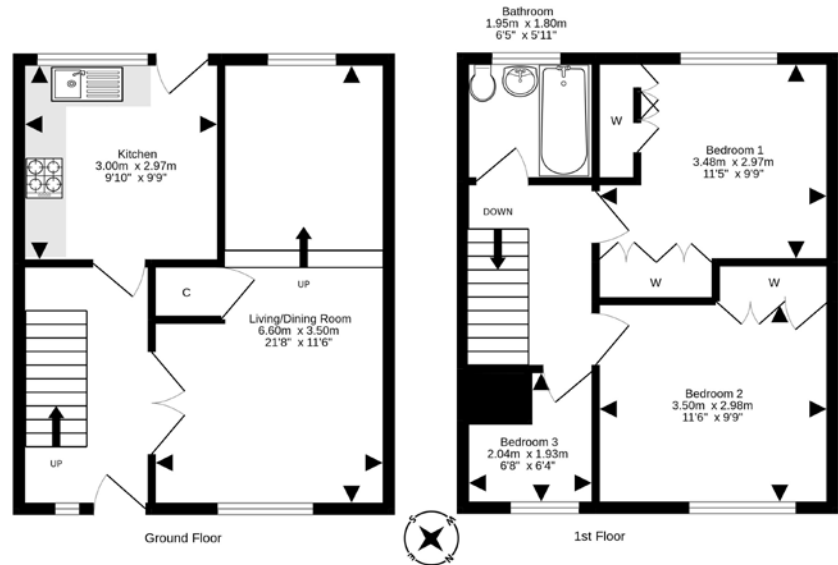 Bathroom
1.95m x 1.80m
6'5" x 5'11"
Kitchen
3.00m x 2.97m
9'10" x 9'9"
C
UP
Living/Dining Room
6.60m x 3.50m
21'8" x 11'6"
UP
Ground Floor
W
Bedroom 1
3.48m x 2.97m
11'5" x 9'9"
DOWN
W
W
Bedroom 2
3.50m x 2.98m
11'6" x 9'9"
Bedroom 3
2.04m x 1.93m
6'8" x 6'4"
1st Floor
S
W
E
N